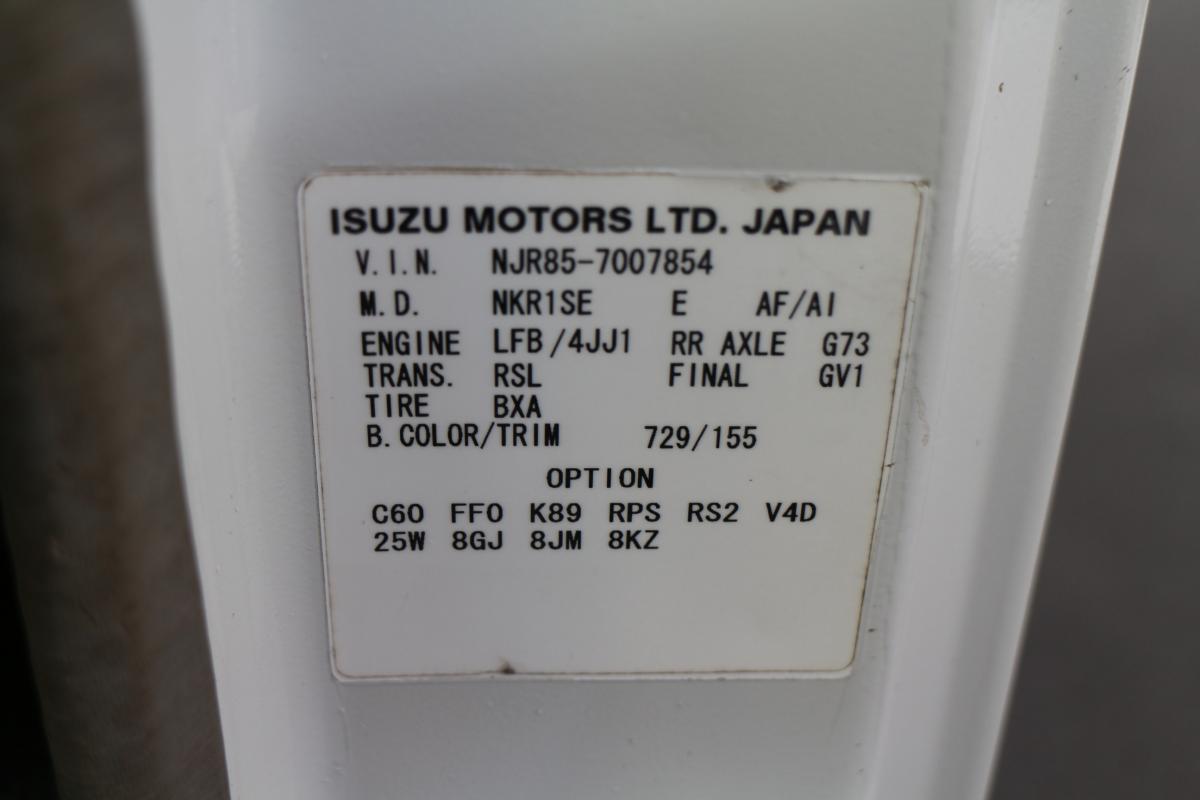 ISUZU MOTORS LTD. JAPAN
V.I.N. NJR85-7007854
M.D. NKR1SE E AF/AI
ENGINE LFB/4JJ1 RR AXLE G73
TRANS. RSL FINAL GV1
TIRE BXA
B.COLOR/TRIM 729/155
OPTION
C60 FF0 K89 RPS RS2 V4D
25W 8GJ 8JM 8KZ